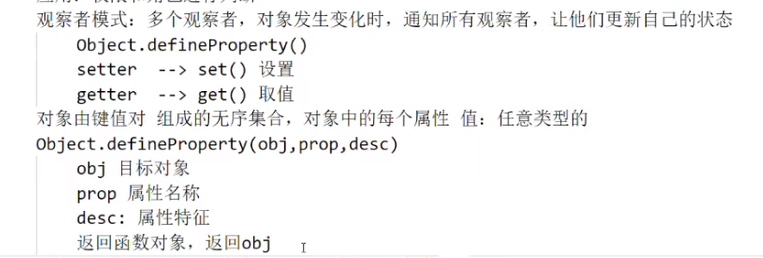 观察者模式：多个观察者，对象发生变化时，通知所有观察者，让他们更新自己的状态
Object.defineProperty()
setter --> set() 设置
getter --> get() 取值
对象由键值对 组成的无序集合，对象中的每个属性 值：任意类型的
Object.defineProperty(obj,prop,desc)
obj 目标对象
prop 属性名称
desc: 属性特征
返回函数对象，返回obj